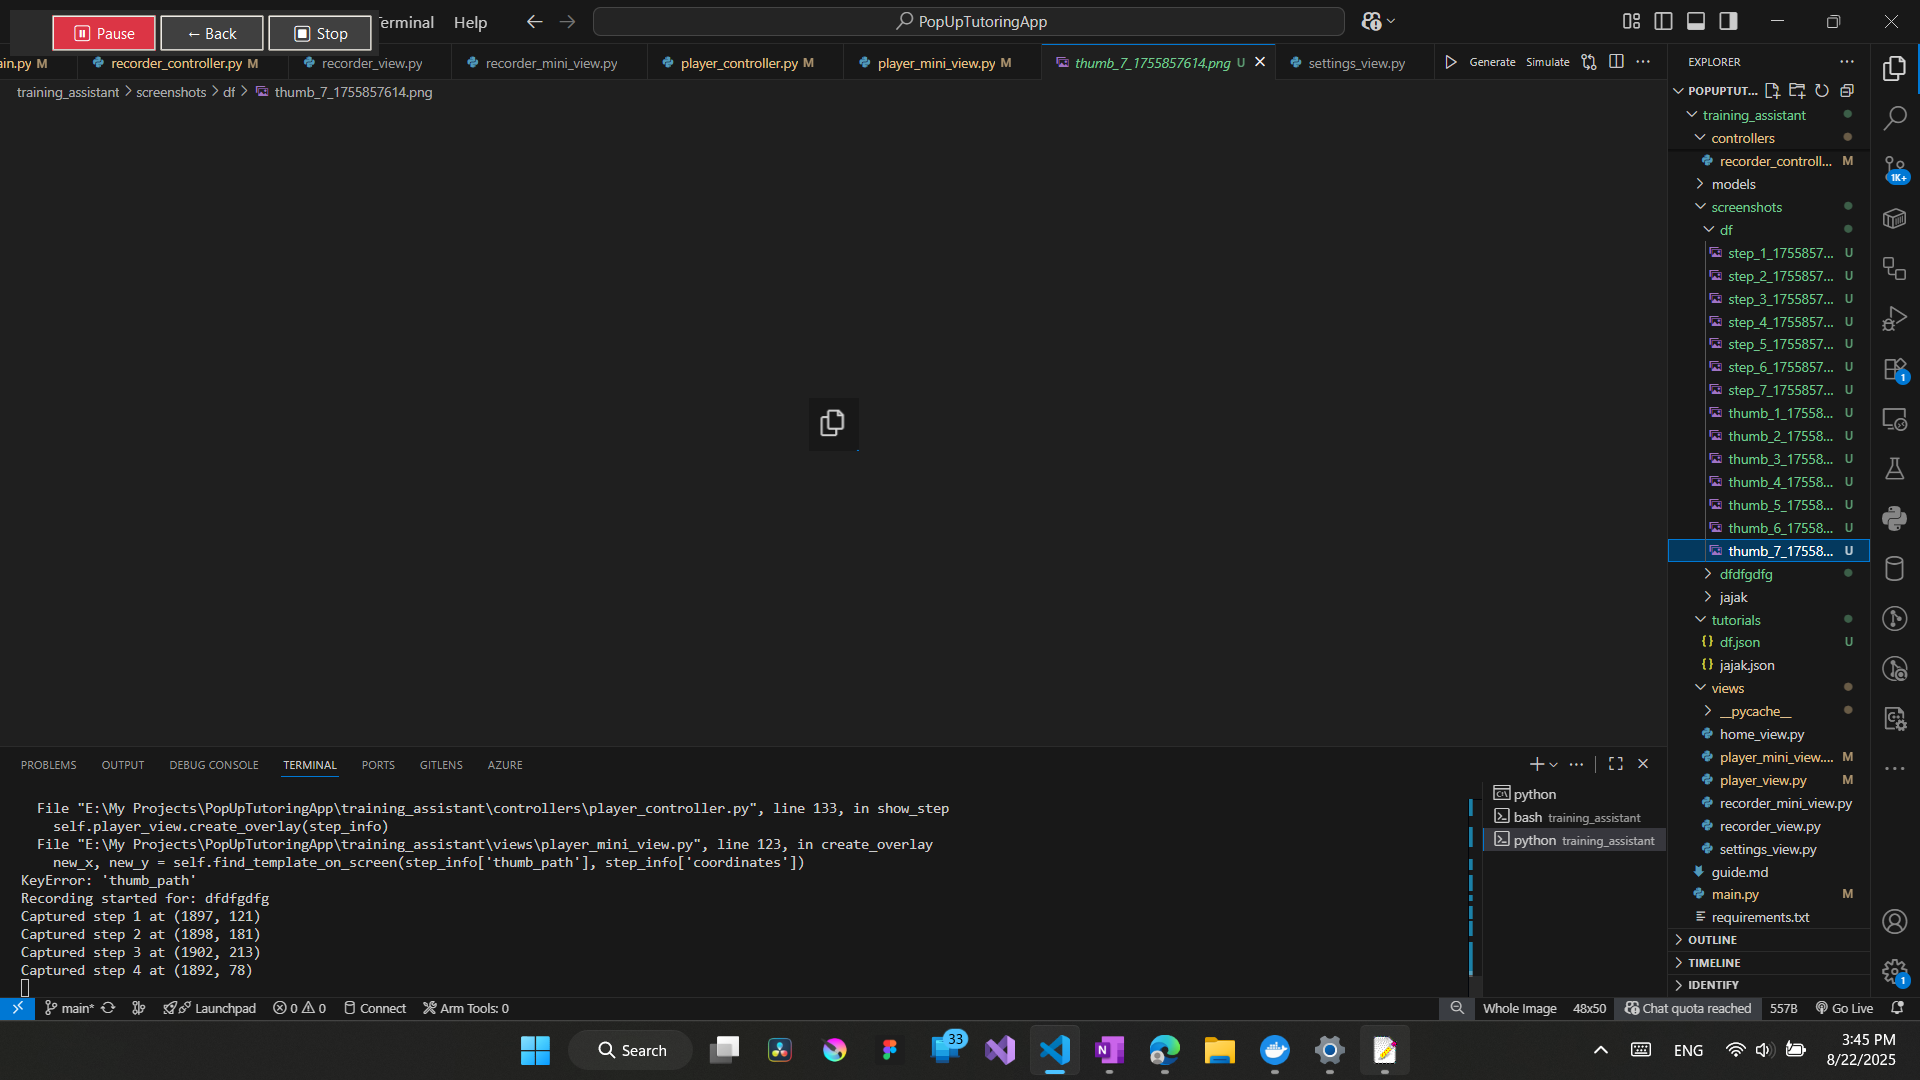 Pause
← Back
Stop
Terminal
Help
PopUpTutoringApp
ain.py M
recorder_controller.py M
recorder_view.py
recorder_mini_view.py
player_controller.py M
player_mini_view.py M
thumb_7_1755857614.png U
settings_view.py
Generate
Simulate
training_assistant > screenshots > df > thumb_7_1755857614.png
EXPLORER
POPUPTUT...
training_assistant
controllers
recorder_controll... M
models
screenshots
df
step_1_1755857... U
step_2_1755857... U
step_3_1755857... U
step_4_1755857... U
step_5_1755857... U
step_6_1755857... U
step_7_1755857... U
thumb_1_17558... U
thumb_2_17558... U
thumb_3_17558... U
thumb_4_17558... U
thumb_5_17558... U
thumb_6_17558... U
thumb_7_17558... U
dfdfgdfg
jajak
tutorials
df.json U
jajak.json
views
__pycache__
home_view.py
player_mini_view.... M
player_view.py M
recorder_mini_view.py
recorder_view.py
settings_view.py
guide.md
main.py M
requirements.txt
OUTLINE
TIMELINE
IDENTIFY
1K+
1
1
PROBLEMS
OUTPUT
DEBUG CONSOLE
TERMINAL
PORTS
GITLENS
AZURE
File "E:\My Projects\PopUpTutoringApp\training_assistant\controllers\player_controller.py", line 133, in show_step
self.player_view.create_overlay(step_info)
File "E:\My Projects\PopUpTutoringApp\training_assistant\views\player_mini_view.py", line 123, in create_overlay
new_x, new_y = self.find_template_on_screen(step_info['thumb_path'], step_info['coordinates'])
KeyError: 'thumb_path'
Recording started for: dfdfgdfg
Captured step 1 at (1897, 121)
Captured step 2 at (1898, 181)
Captured step 3 at (1902, 213)
Captured step 4 at (1892, 78)
python
bash training_assistant
python training_assistant
main*
Launchpad
0
0
Connect
Arm Tools: 0
Whole Image
48x50
Chat quota reached
557B
Go Live
Search
33
ENG
3:45 PM
8/22/2025